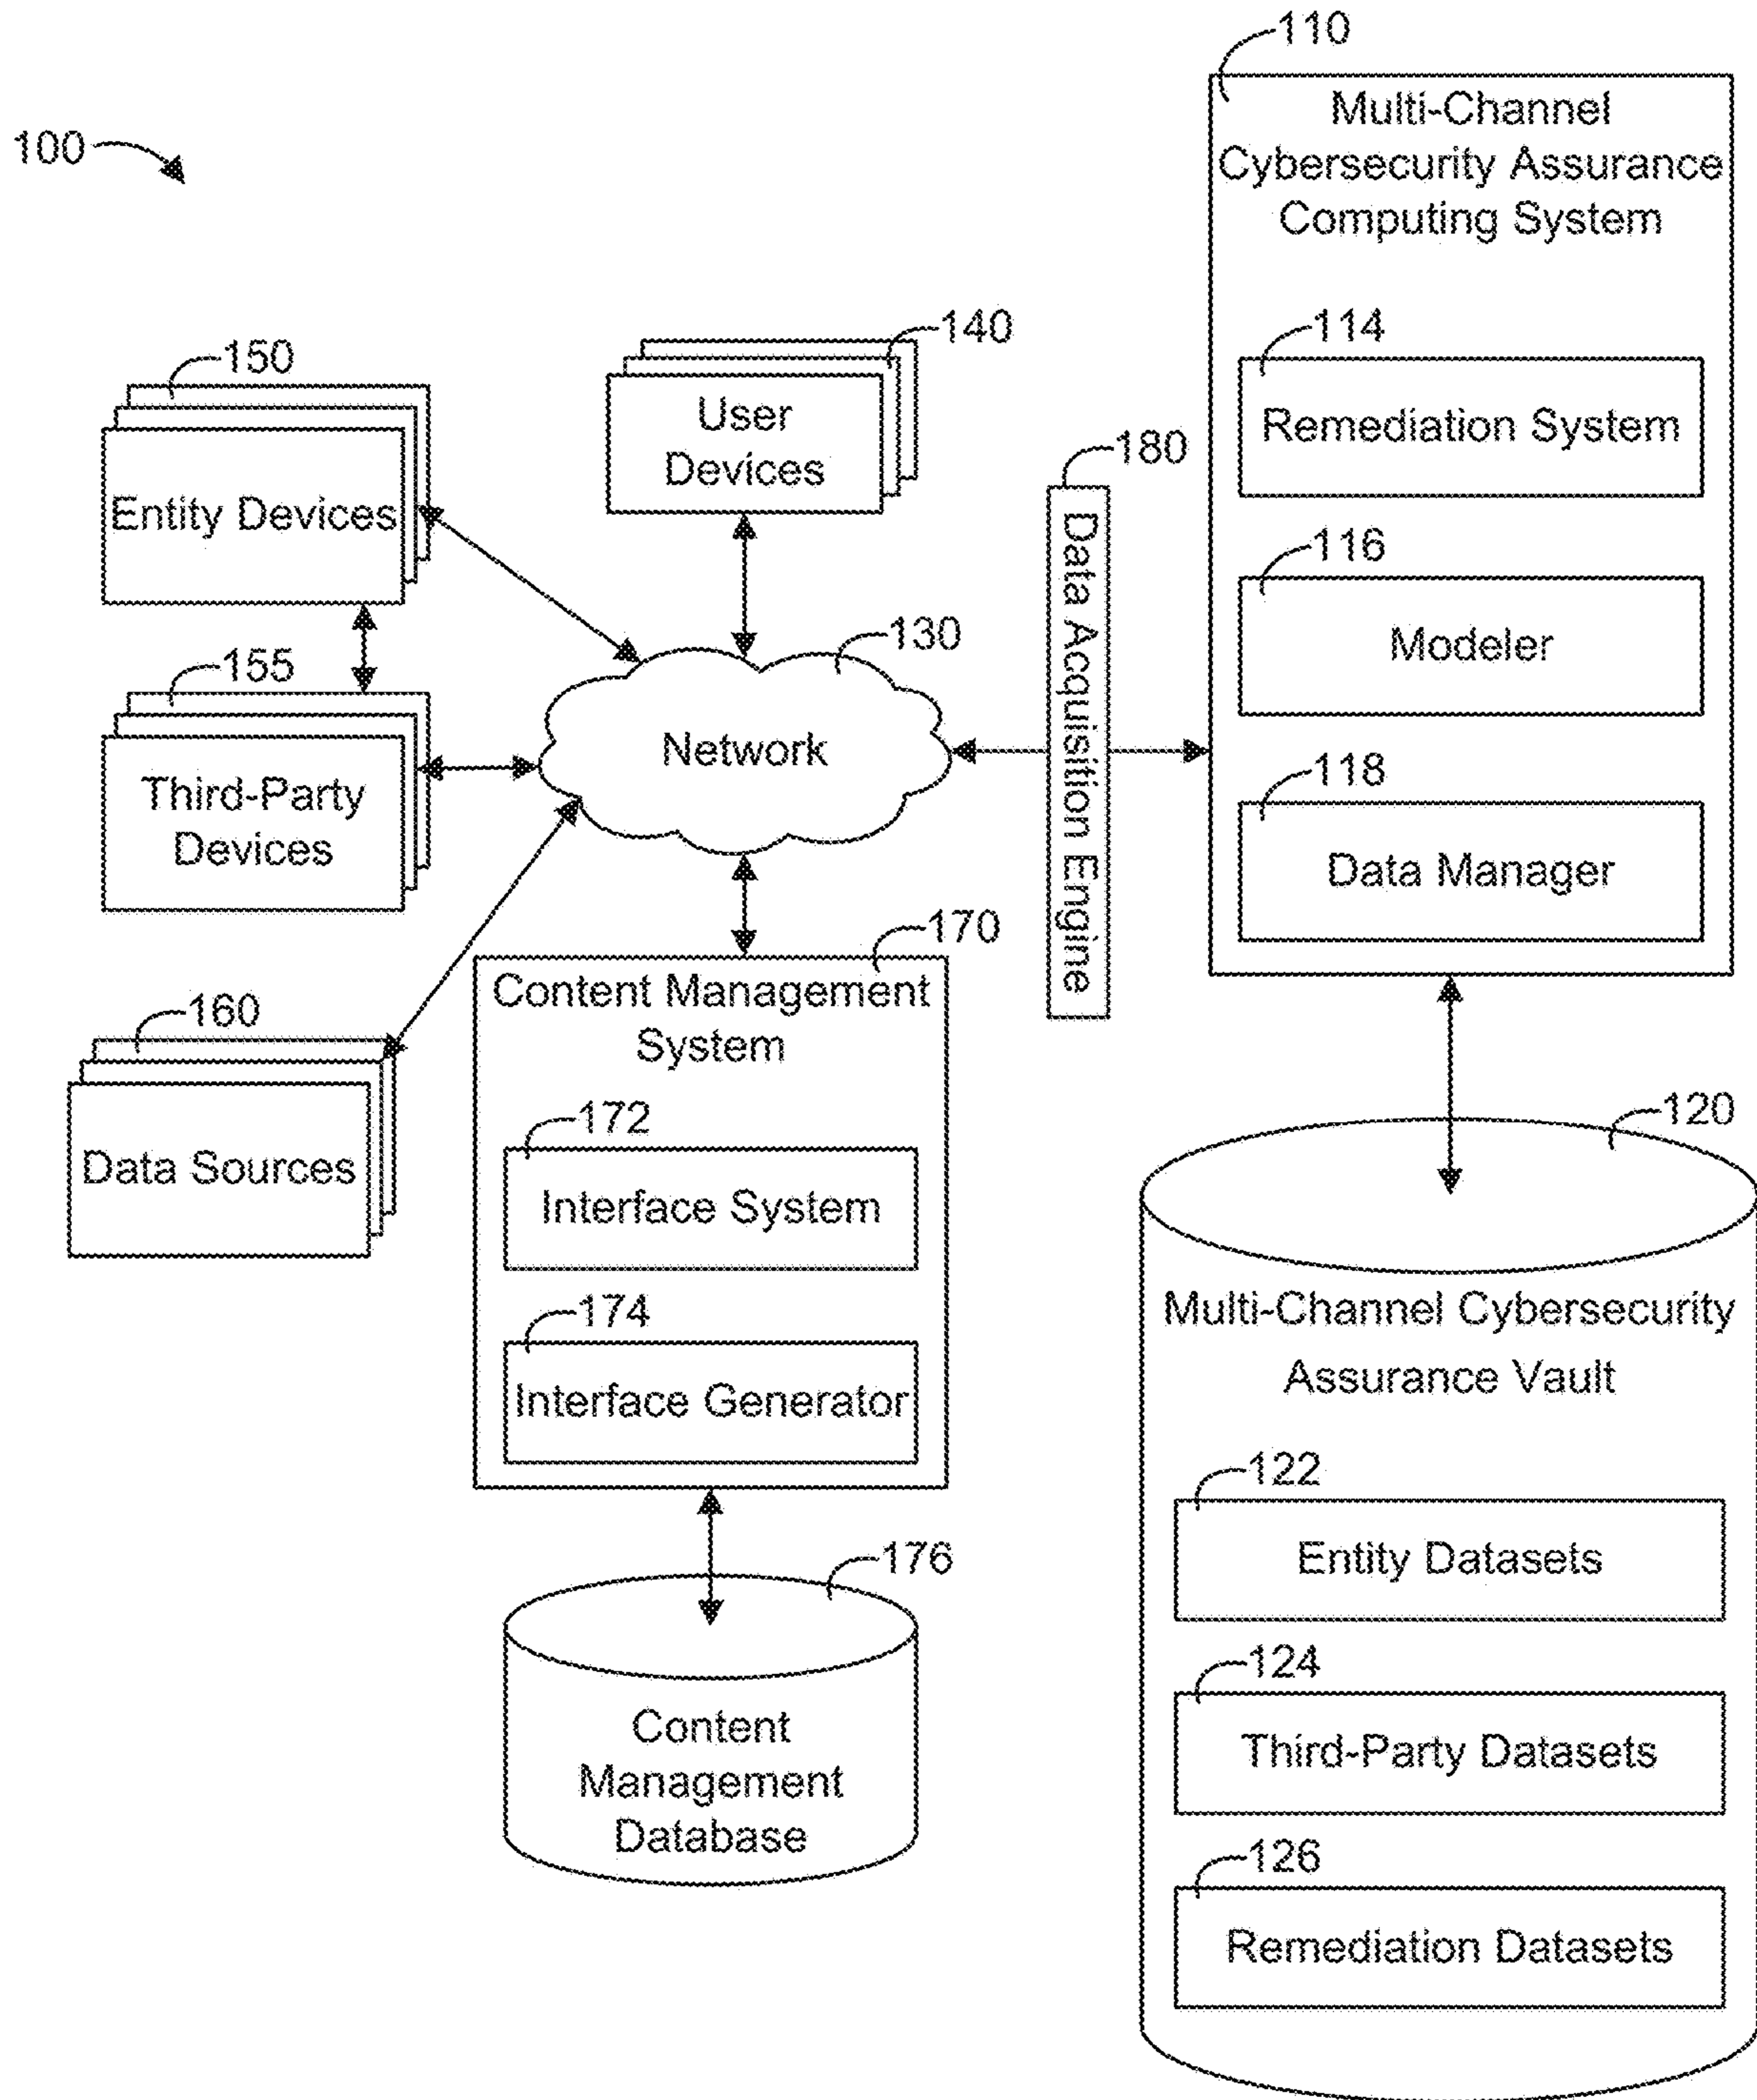 100
110
Multi-Channel
Cybersecurity Assurance
Computing System
114
Remediation System
116
Modeler
118
Data Manager
140
User
Devices
150
Entity Devices
155
Third-Party
Devices
130
Network
180
Data Acquisition Engine
160
Data Sources
170
Content Management
System
172
Interface System
174
Interface Generator
176
Content
Management
Database
120
Multi-Channel Cybersecurity
Assurance Vault
122
Entity Datasets
124
Third-Party Datasets
126
Remediation Datasets